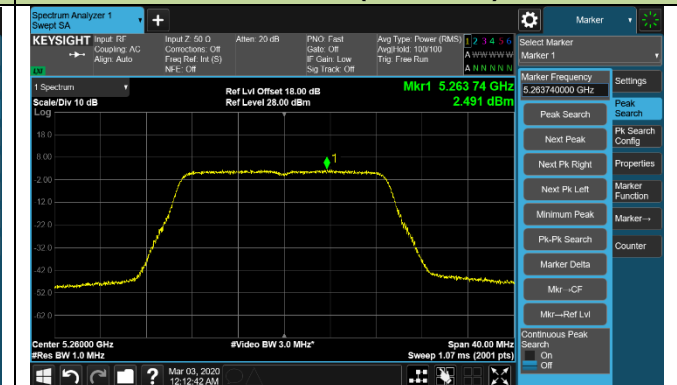 Spectrum Analyzer 1
Swept SA
Marker
KEYSIGHT
Input: RF
Coupling: AC
Align: Auto
Input Z: 50 Ω
Corrections: Off
Freq Ref: Int (S)
NFE: Off
Atten: 20 dB
PNO: Fast
Gate: Off
IF Gain: Low
Sig Track: Off
Avg Type: Power (RMS)
Avg|Hold: 100/100
Trig: Free Run
1 2 3 4 5 6
A W W W W W
A N N N N N
Select Marker
Marker 1
LXI
1 Spectrum
Scale/Div 10 dB
Log
Ref Lvl Offset 18.00 dB
Ref Level 28.00 dBm
Mkr1 5.263 74 GHz
2.491 dBm
18.0
8.00
-2.00
-12.0
-22.0
-32.0
-42.0
-52.0
-62.0
1
Center 5.26000 GHz
#Res BW 1.0 MHz
#Video BW 3.0 MHz*
Span 40.00 MHz
Sweep 1.07 ms (2001 pts)
Marker Frequency
5.263740000 GHz
Peak Search
Next Peak
Next Pk Right
Next Pk Left
Minimum Peak
Pk-Pk Search
Marker Delta
Mkr→CF
Mkr→Ref Lvl
Continuous Peak
Search
On
Off
Settings
Peak
Search
Pk Search
Config
Properties
Marker
Function
Marker→
Counter
?
Mar 03, 2020
12:12:42 AM